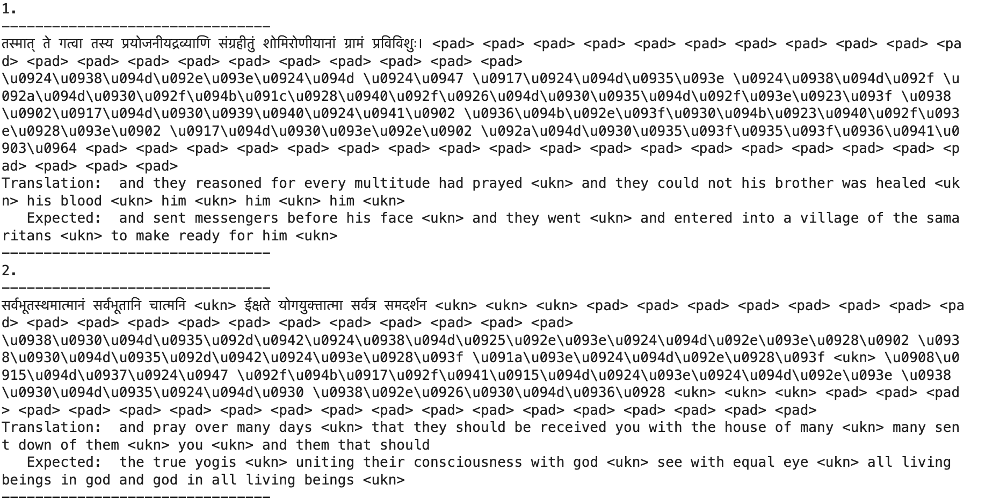 1.
--------------------------------
तस्मात् ते गत्वा तस्य प्रयोजनीयद्रव्याणि संग्रहीतुं शोमिरोणीयानां ग्रामं प्रविविशुः। <pad> <pad> <pad> <pad> <pad> <pad> <pad> <pad> <pad> <pad> <pa
d> <pad> <pad> <pad> <pad> <pad> <pad> <pad> <pad> <pad> <pad>
\u0924\u0938\u094d\u092e\u093e\u0924\u094d \u0924\u0947 \u0917\u0924\u094d\u0935\u093e \u0924\u0938\u094d\u092f \u
092a\u094d\u0930\u092f\u094b\u091c\u0928\u0940\u092f\u0926\u094d\u0930\u0935\u094d\u092f\u093e\u0923\u093f \u0938
\u0902\u0917\u094d\u0930\u0939\u0940\u0924\u0941\u0902 \u0936\u094b\u092e\u093f\u0930\u094b\u0923\u0940\u092f\u093
e\u0928\u093e\u0902 \u0917\u094d\u0930\u093e\u092e\u0902 \u092a\u094d\u0930\u0935\u093f\u0935\u093f\u0936\u0941\u0
903\u0964 <pad> <pad> <pad> <pad> <pad> <pad> <pad> <pad> <pad> <pad> <pad> <pad> <pad> <pad> <pad> <pad> <pad> <p
ad> <pad> <pad> <pad>
Translation:  and they reasoned for every multitude had prayed <ukn> and they could not his brother was healed <uk
n> his blood <ukn> him <ukn> him <ukn> him <ukn>
   Expected:  and sent messengers before his face <ukn> and they went <ukn> and entered into a village of the sama
ritans <ukn> to make ready for him <ukn>
--------------------------------
2.
--------------------------------
सर्वभूतस्थमात्मानं सर्वभूतानि चात्मनि <ukn> ईक्षते योगयुक्तात्मा सर्वत्र समदर्शन <ukn> <ukn> <ukn> <pad> <pad> <pad> <pad> <pad> <pad> <pad> <pa
d> <pad> <pad> <pad> <pad> <pad> <pad> <pad> <pad> <pad> <pad> <pad>
\u0938\u0930\u094d\u0935\u092d\u0942\u0924\u0938\u094d\u0925\u092e\u093e\u0924\u094d\u092e\u093e\u0928\u0902 \u093
8\u0930\u094d\u0935\u092d\u0942\u0924\u093e\u0928\u093f \u091a\u093e\u0924\u094d\u092e\u0928\u093f <ukn> \u0908\u0
915\u094d\u0937\u0924\u0947 \u092f\u094b\u0917\u092f\u0941\u0915\u094d\u0924\u093e\u0924\u094d\u092e\u093e \u0938
\u0930\u094d\u0935\u0924\u094d\u0930 \u0938\u092e\u0926\u0930\u094d\u0936\u0928 <ukn> <ukn> <ukn> <pad> <pad> <pad
> <pad> <pad> <pad> <pad> <pad> <pad> <pad> <pad> <pad> <pad> <pad> <pad> <pad> <pad> <pad> <pad>
Translation:  and pray over many days <ukn> that they should be received you with the house of many <ukn> many sen
t down of them <ukn> you <ukn> and them that should
   Expected:  the true yogis <ukn> uniting their consciousness with god <ukn> see with equal eye <ukn> all living
beings in god and god in all living beings <ukn>
--------------------------------